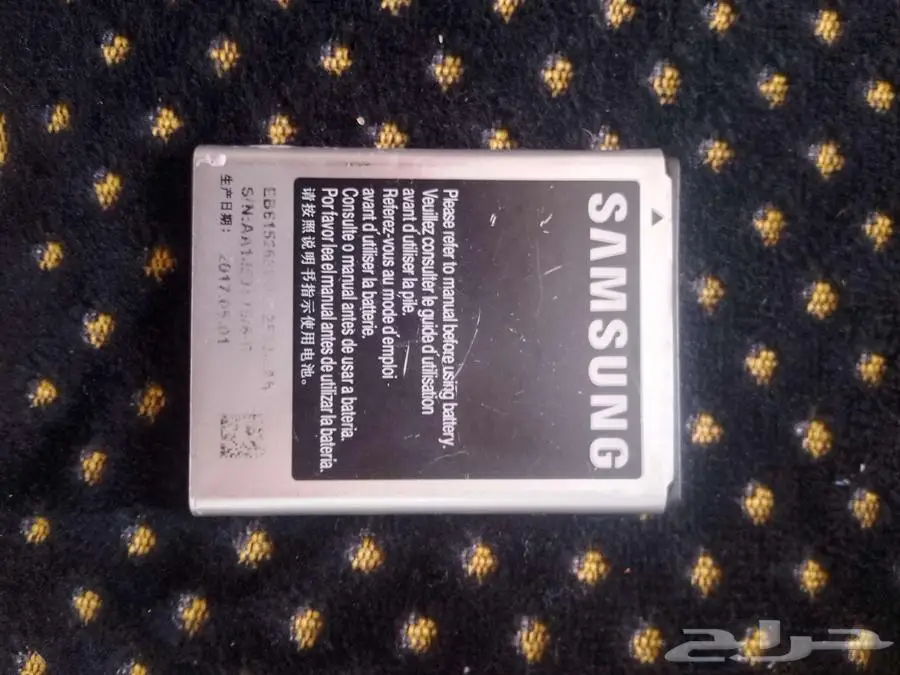 SAMSUNG
Please refer to manual before using battery.
Veuillez consulter le guide d'utilisation
avant d'utiliser la pile.
Referez-vous au mode d'emploi -
avant d'utiliser la batterie.
Consulte o manual antes de usar a bateria.
Por favor lea el manual antes de utilizar la bateria.
请按照说明书指示使用电池。
生产日期: 2017.05.01
حراج